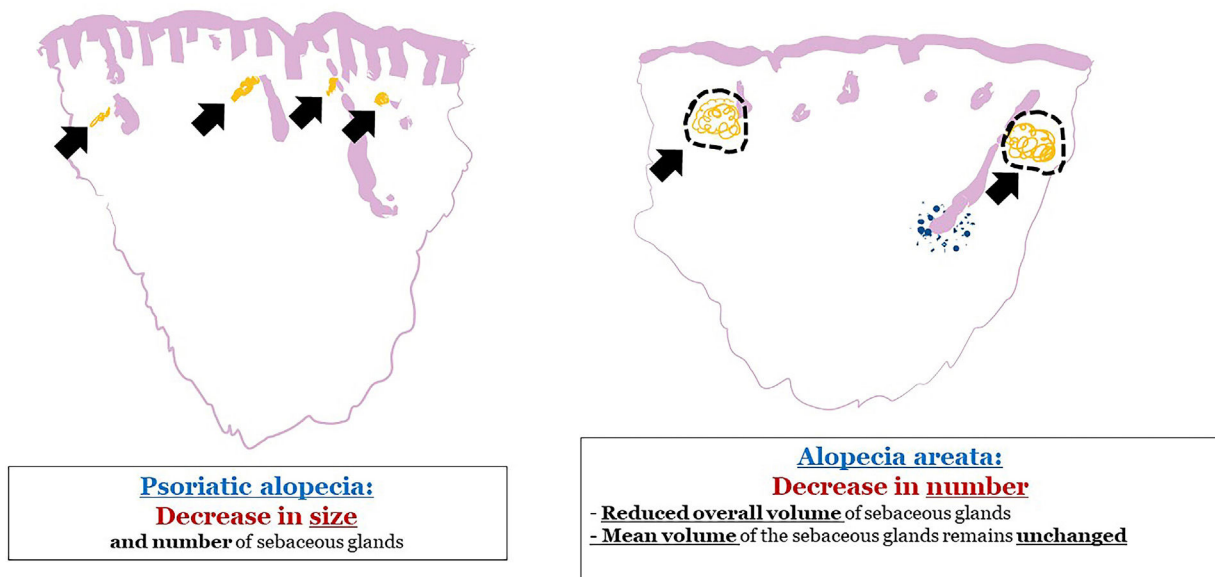 Psoriatic alopecia:
Decrease in size
and number of sebaceous glands
Alopecia areata:
Decrease in number
- Reduced overall volume of sebaceous glands
- Mean volume of the sebaceous glands remains unchanged